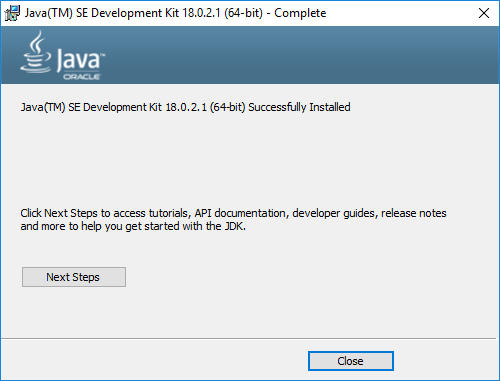 Java(TM) SE Development Kit 18.0.2.1 (64-bit) - Complete
Java
ORACLE
Java(TM) SE Development Kit 18.0.2.1 (64-bit) Successfully Installed
Click Next Steps to access tutorials, API documentation, developer guides, release notes
and more to help you get started with the JDK.
Next Steps
Close